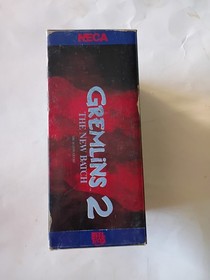 NECA
GREMLINS 2
THE NEW BATCH